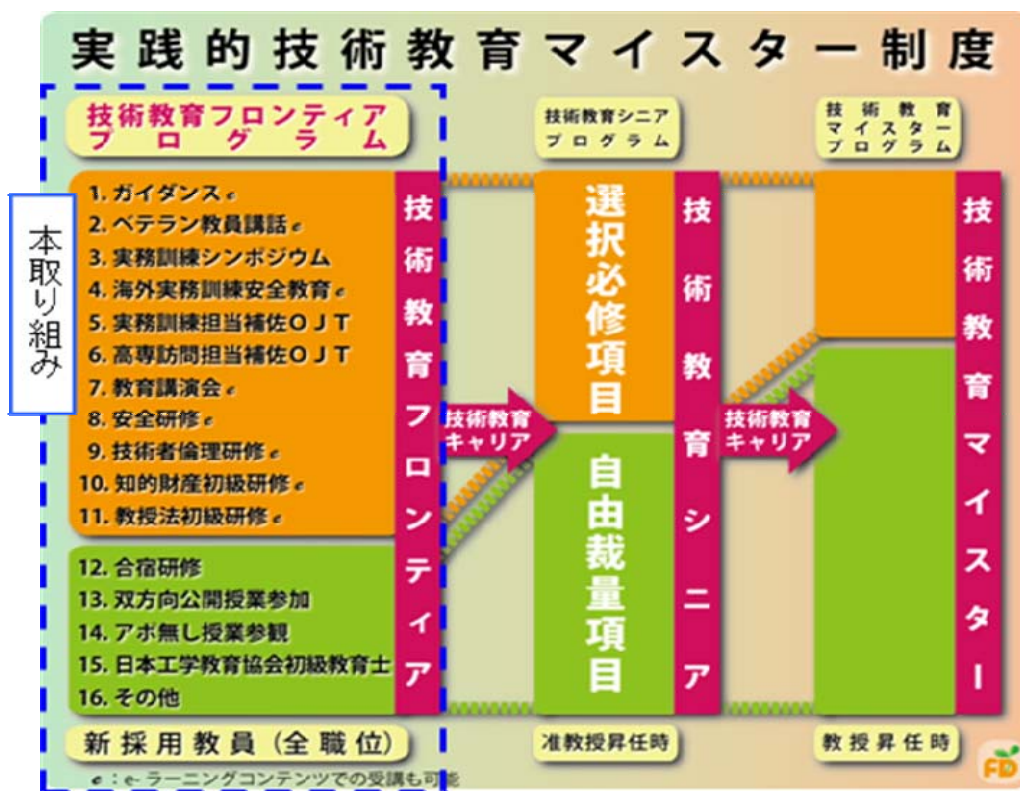 実践的技術教育マイスター制度
技術教育フロンティア
プログラム
技術教育シニア
プログラム
技術教育
マイスター
プログラム
本取り組み
1. ガイダンス e
2. ベテラン教員講話 e
3. 実務訓練シンポジウム
4. 海外実務訓練安全教育 e
5. 実務訓練担当補佐OJT
6. 高専訪問担当補佐OJT
7. 教育講演会 e
8. 安全研修 e
9. 技術者倫理研修 e
10. 知的財産初級研修 e
11. 教授法初級研修 e
12. 合宿研修
13. 双方向公開授業参加
14. アポ無し授業参観
15. 日本工学教育協会初級教育士
16. その他
技術教育フロンティア
技術教育
キャリア
選択必修項目
自由裁量項目
技術教育シニア
技術教育
キャリア
技術教育マイスター
新採用教員(全職位)
准教授昇任時
教授昇任時
e:e-ラーニングコンテンツでの受講も可能
FD